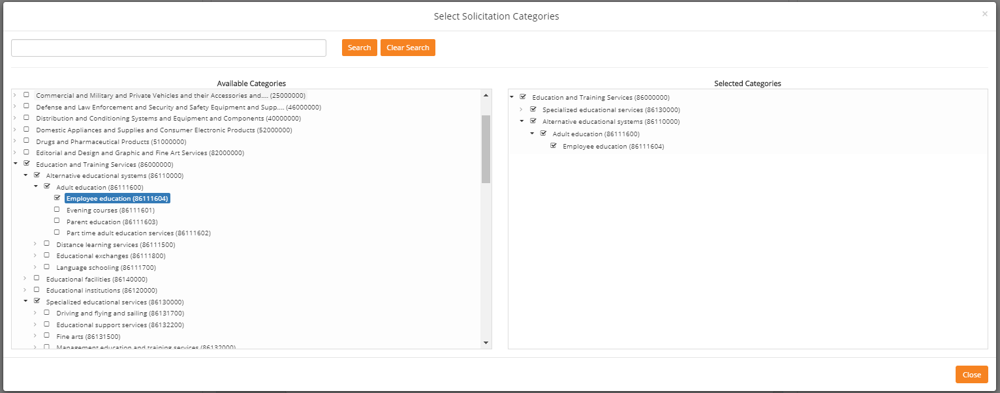 Select Solicitation Categories
×
Search
Clear Search
Available Categories
Commercial and Military and Private Vehicles and their Accessories and.... (25000000)
Defense and Law Enforcement and Security and Safety Equipment and Supp.... (46000000)
Distribution and Conditioning Systems and Equipment and Components (40000000)
Domestic Appliances and Supplies and Consumer Electronic Products (52000000)
Drugs and Pharmaceutical Products (51000000)
Editorial and Design and Graphic and Fine Art Services (82000000)
Education and Training Services (86000000)
Alternative educational systems (86110000)
Adult education (86111600)
Employee education (86111604)
Evening courses (86111601)
Parent education (86111603)
Part time adult education services (86111602)
Distance learning services (86111500)
Educational exchanges (86111800)
Language schooling (86111700)
Educational facilities (86140000)
Educational institutions (86120000)
Specialized educational services (86130000)
Driving and flying and sailing (86131700)
Educational support services (86132200)
Fine arts (86131500)
Management education and training services (86132000)
Selected Categories
Education and Training Services (86000000)
Specialized educational services (86130000)
Alternative educational systems (86110000)
Adult education (86111600)
Employee education (86111604)
Close